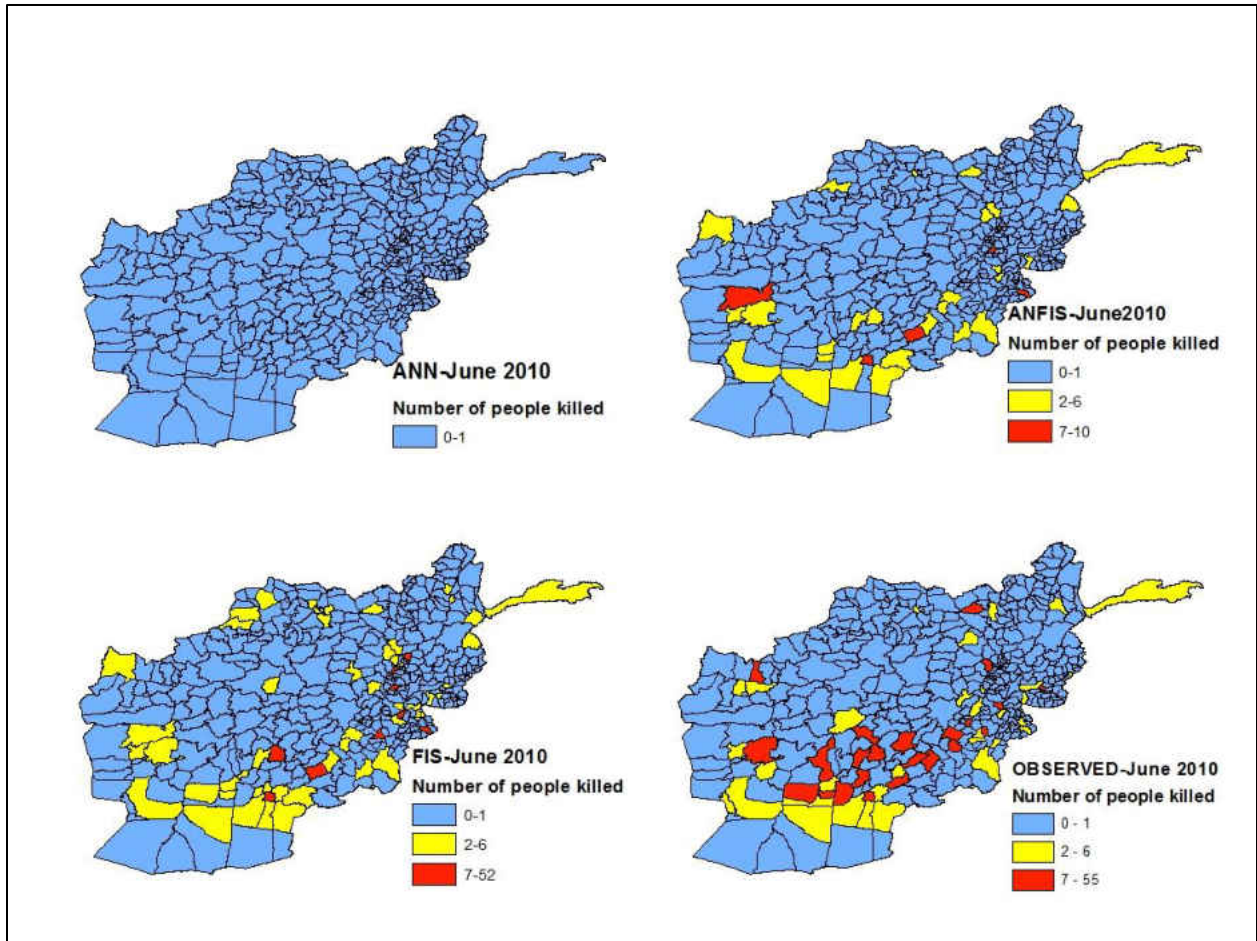 ANN-June 2010
Number of people killed
0-1
ANFIS-June2010
Number of people killed
0-1
2-6
7-10
FIS-June 2010
Number of people killed
0-1
2-6
7-52
OBSERVED-June 2010
Number of people killed
0 - 1
2 - 6
7 - 55